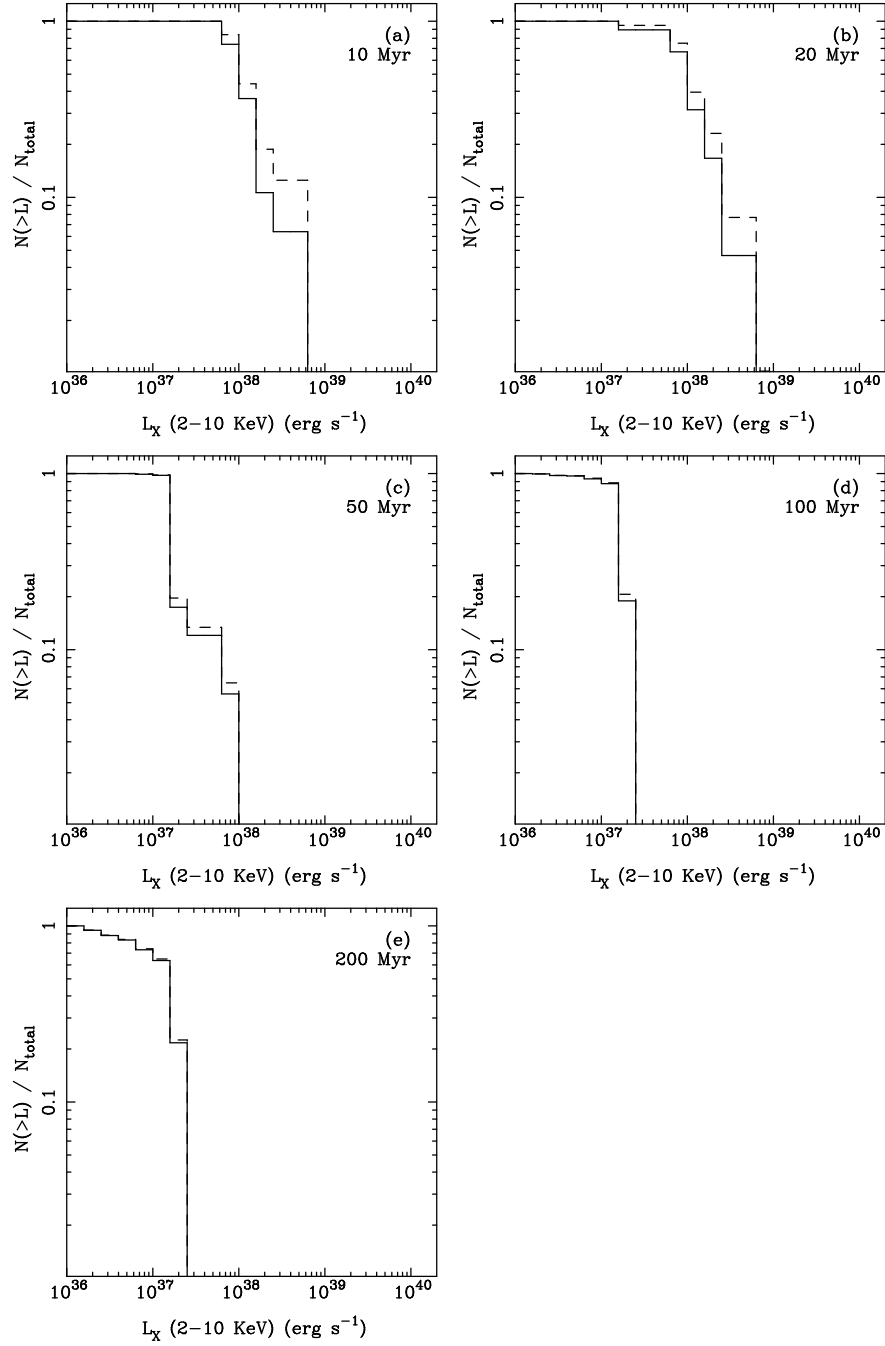 (a)
10 Myr
1
0.1
N(>L) / N_total
10^36 10^37 10^38 10^39 10^40
L_X (2−10 KeV) (erg s^−1)
(b)
20 Myr
1
0.1
N(>L) / N_total
10^36 10^37 10^38 10^39 10^40
L_X (2−10 KeV) (erg s^−1)
(c)
50 Myr
1
0.1
N(>L) / N_total
10^36 10^37 10^38 10^39 10^40
L_X (2−10 KeV) (erg s^−1)
(d)
100 Myr
1
0.1
N(>L) / N_total
10^36 10^37 10^38 10^39 10^40
L_X (2−10 KeV) (erg s^−1)
(e)
200 Myr
1
0.1
N(>L) / N_total
10^36 10^37 10^38 10^39 10^40
L_X (2−10 KeV) (erg s^−1)